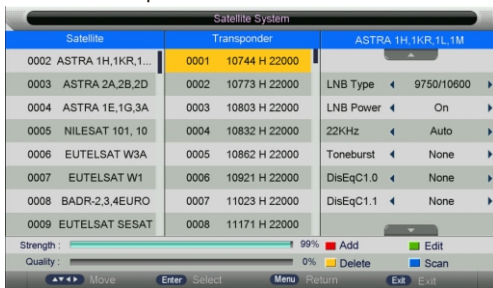 Satellite System
Satellite Transponder ASTRA 1H,1KR,1L,1M
0002 ASTRA 1H,1KR,1... 0001 10744 H 22000
0003 ASTRA 2A,2B,2D 0002 10773 H 22000 LNB Type 9750/10600
0004 ASTRA 1E,1G,3A 0003 10803 H 22000 LNB Power On
0005 NILESAT 101, 10 0004 10832 H 22000 22KHz Auto
0006 EUTELSAT W3A 0005 10862 H 22000 Toneburst None
0007 EUTELSAT W1 0006 10921 H 22000 DisEqC1.0 None
0008 BADR-2,3,4EURO 0007 11023 H 22000 DisEqC1.1 None
0009 EUTELSAT SESAT 0008 11171 H 22000
Strength : 99% Add Edit
Quality : 0% Delete Scan
Move Enter Select Menu Return Exit Exit